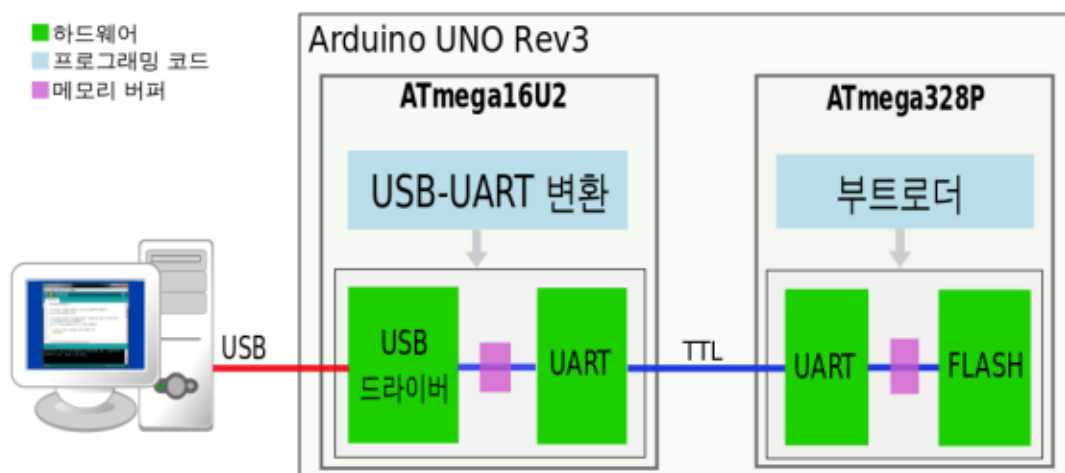 하드웨어
프로그래밍 코드
메모리 버퍼
Arduino UNO Rev3
ATmega16U2
USB-UART 변환
USB
USB
드라이버
UART
TTL
ATmega328P
부트로더
UART
FLASH